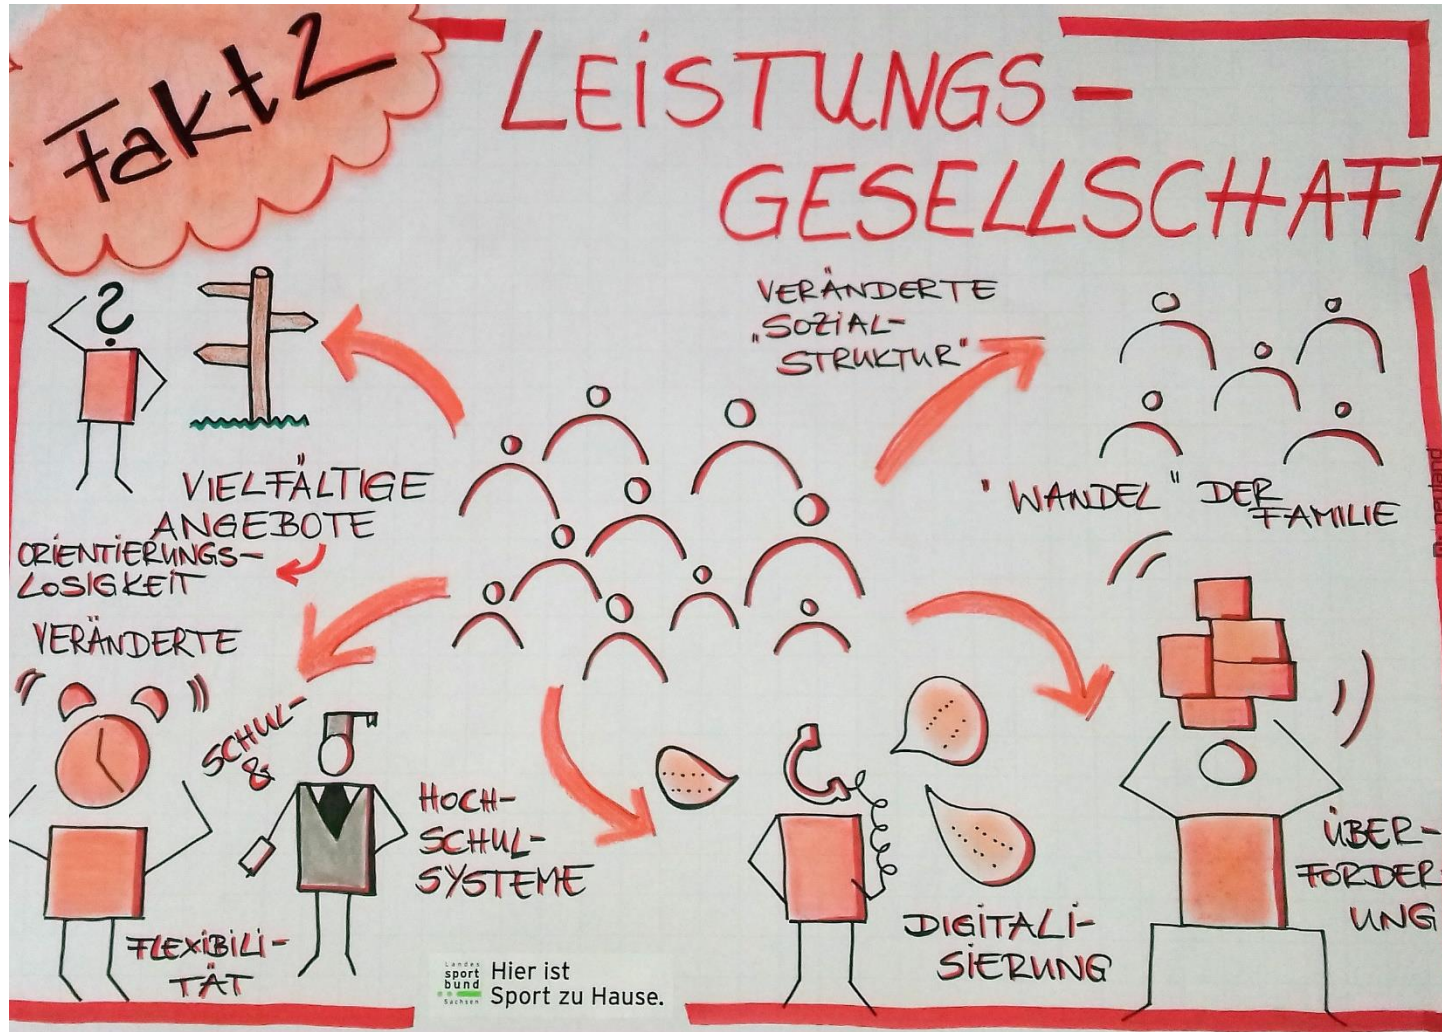 Fakt 2
LEiSTUNGS-
GESELLSCHAFT
VERÄNDERTE
"SOZIAL-
STRUKTUR"
"WANDEL" DER
FAMILIE
VIELFÄLTIGE
ANGEBOTE
ORiENTiERUNGS-
LOSIGKEiT
VERÄNDERTE
SCHUL-
&
HOCH-
SCHUL-
SYSTEME
FLEXiBiLi-
TÄT
DiGiTALi-
SiERUNG
ÜBER-
FORDER
UNG
Landes
sport
bund
Sachsen
Hier ist
Sport zu Hause.
neuland